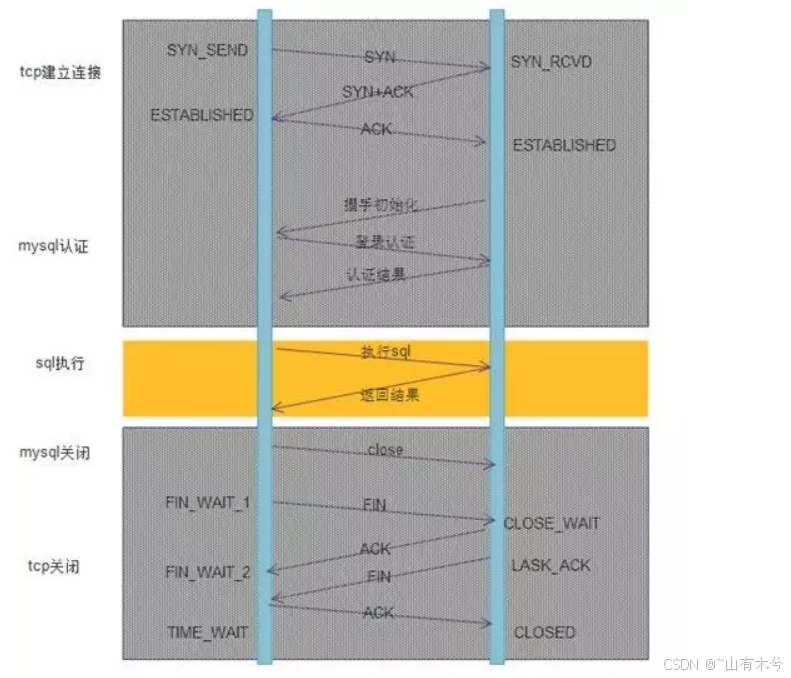 SYN_SEND
SYN
SYN_RCVD
tcp建立连接
SYN+ACK
ESTABLISHED
ACK
ESTABLISHED
握手初始化
mysql认证
登录认证
认证结果
执行sql
sql执行
返回结果
mysql关闭
close
FIN_WAIT_1
FIN
CLOSE_WAIT
ACK
tcp关闭
LASK_ACK
FIN_WAIT_2
FIN
ACK
TIME_WAIT
CLOSED
CSDN @~山有木兮